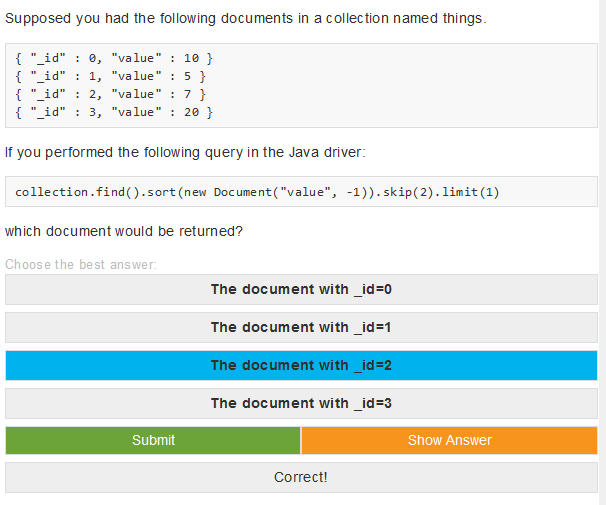 Supposed you had the following documents in a collection named things.
{ "_id" : 0, "value" : 10 }
{ "_id" : 1, "value" : 5 }
{ "_id" : 2, "value" : 7 }
{ "_id" : 3, "value" : 20 }
If you performed the following query in the Java driver:
collection.find().sort(new Document("value", -1)).skip(2).limit(1)
which document would be returned?
Choose the best answer:
The document with _id=0
The document with _id=1
The document with _id=2
The document with _id=3
Submit
Show Answer
Correct!